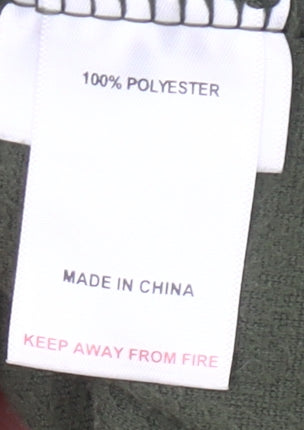 100% POLYESTER
MADE IN CHINA
KEEP AWAY FROM FIRE